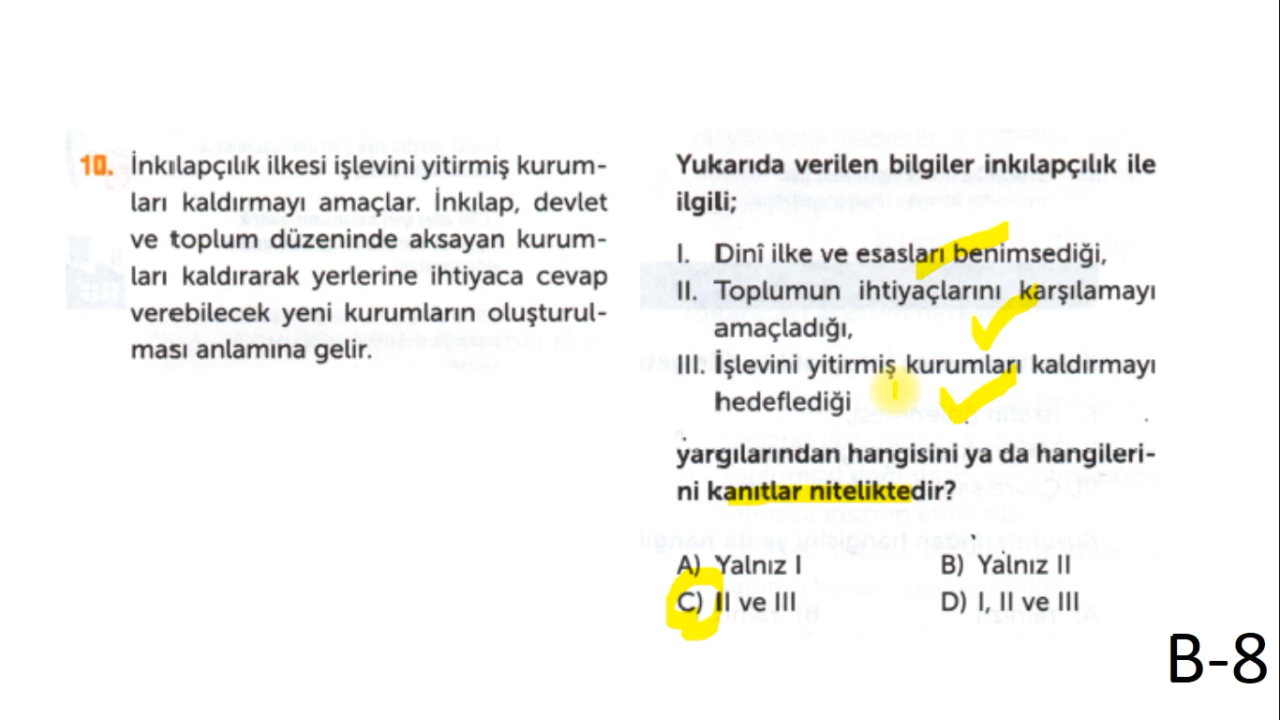 10. İnkılapçılık ilkesi işlevini yitirmiş kurum-
ları kaldırmayı amaçlar. İnkılap, devlet
ve toplum düzeninde aksayan kurum-
ları kaldırarak yerlerine ihtiyaca cevap
verebilecek yeni kurumların oluşturul-
ması anlamına gelir.
Yukarıda verilen bilgiler inkılapçılık ile
ilgili;
I. Dinî ilke ve esasları benimsediği,
II. Toplumun ihtiyaçlarını karşılamayı
amaçladığı,
III. İşlevini yitirmiş kurumları kaldırmayı
hedeflediği
yargılarından hangisini ya da hangileri-
ni kanıtlar niteliktedir?
A) Yalnız I
B) Yalnız II
C) II ve III
D) I, II ve III
B-8